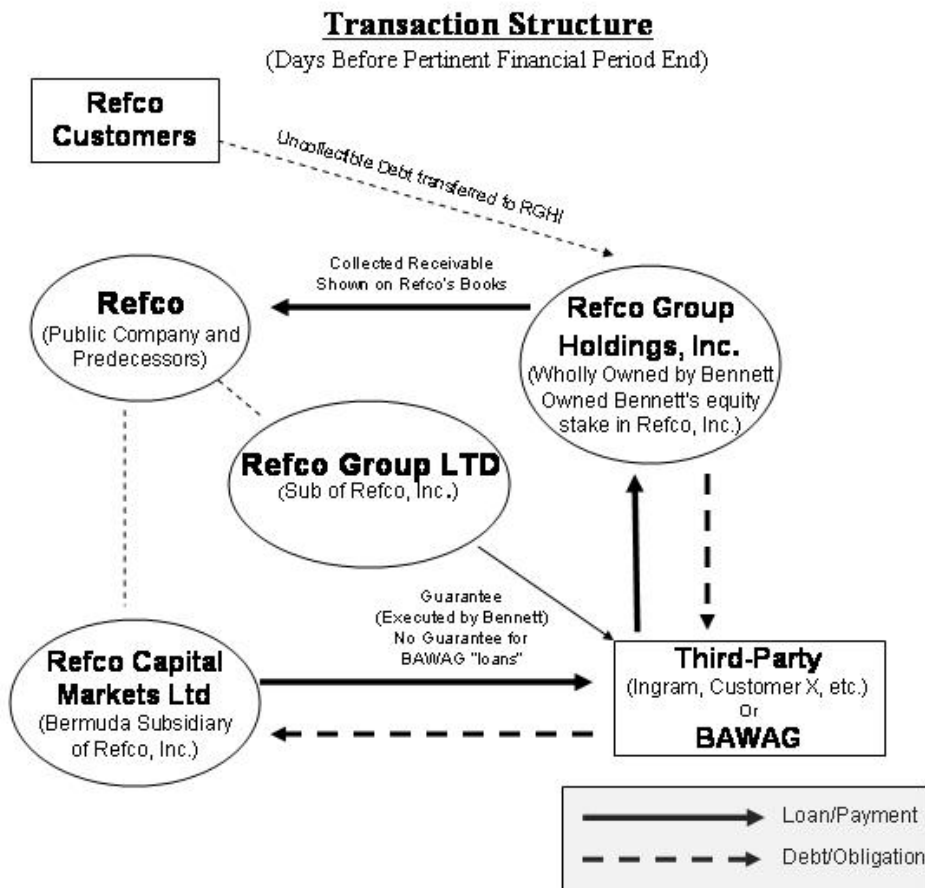 Transaction Structure
(Days Before Pertinent Financial Period End)
Refco
Customers
Uncollectible Debt transferred to RGHI
Collected Receivable
Shown on Refco's Books
Refco
(Public Company and
Predecessors)
Refco Group
Holdings, Inc.
(Wholly Owned by Bennett
Owned Bennett's equity
stake in Refco, Inc.)
Refco Group LTD
(Sub of Refco, Inc.)
Guarantee
(Executed by Bennett)
No Guarantee for
BAWAG "loans"
Refco Capital
Markets Ltd
(Bermuda Subsidiary
of Refco, Inc.)
Third-Party
(Ingram, Customer X, etc.)
Or
BAWAG
Loan/Payment
Debt/Obligation